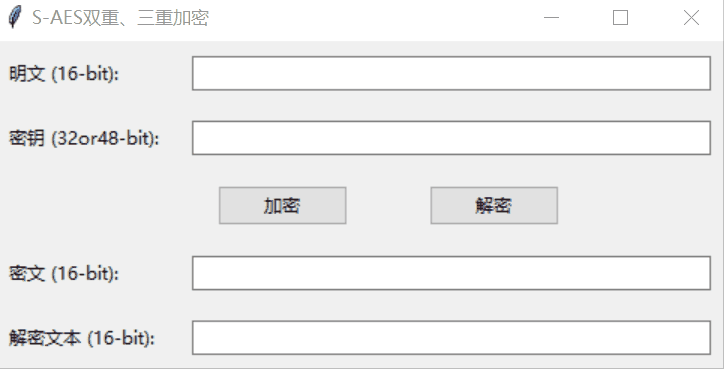 S-AES双重、三重加密
明文 (16-bit):
密钥 (32or48-bit):
加密 解密
密文 (16-bit):
解密文本 (16-bit):